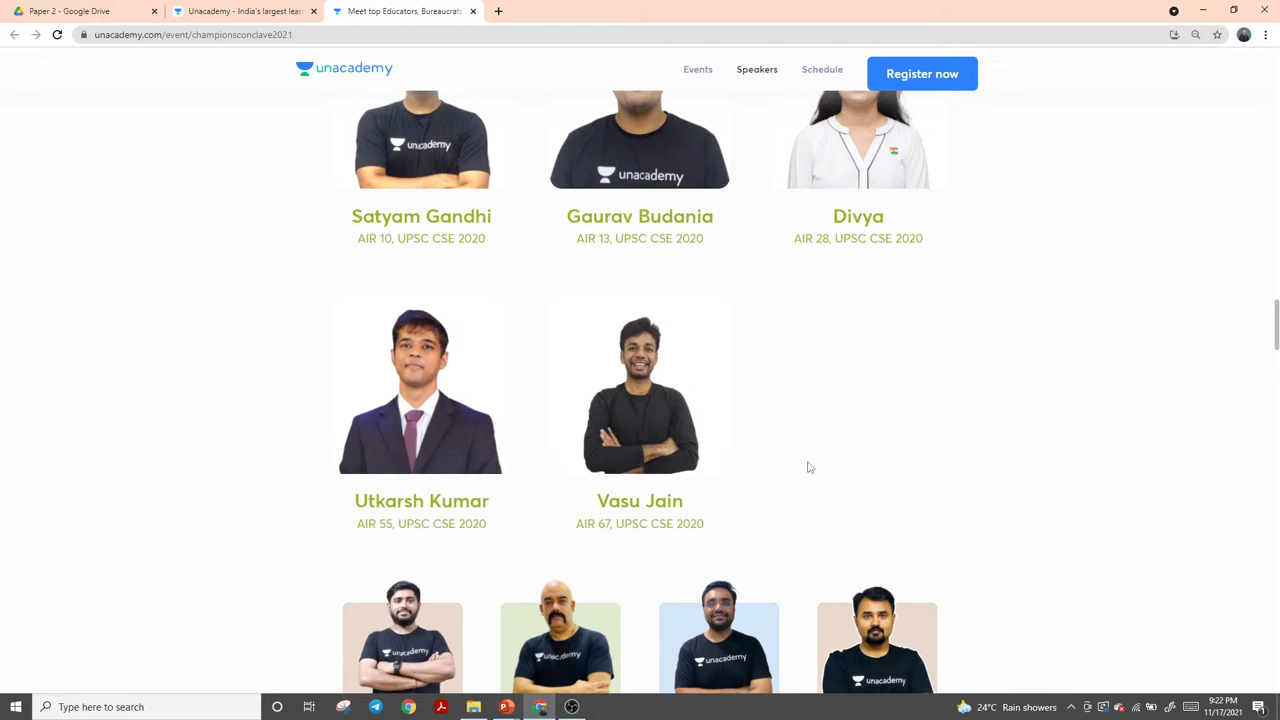 Paper 2 - Google Drive
Unacademy - India's largest lear
Meet top Educators, Bureaucrats
unacademy.com/event/championsconclave2021
unacademy
Events
Speakers
Schedule
Register now
unacademy
unacademy
Satyam Gandhi
Gaurav Budania
Divya
AIR 10, UPSC CSE 2020
AIR 13, UPSC CSE 2020
AIR 28, UPSC CSE 2020
Utkarsh Kumar
Vasu Jain
AIR 55, UPSC CSE 2020
AIR 67, UPSC CSE 2020
unacademy
unacademy
unacademy
unacademy
Type here to search
24°C Rain showers
9:22 PM
11/17/2021